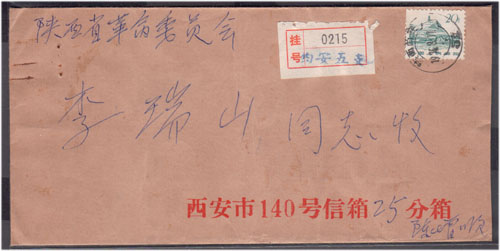 陕西省革命委员会
挂 0215
号 西安五支
20
李瑞山同志收
西安市140号信箱25分箱